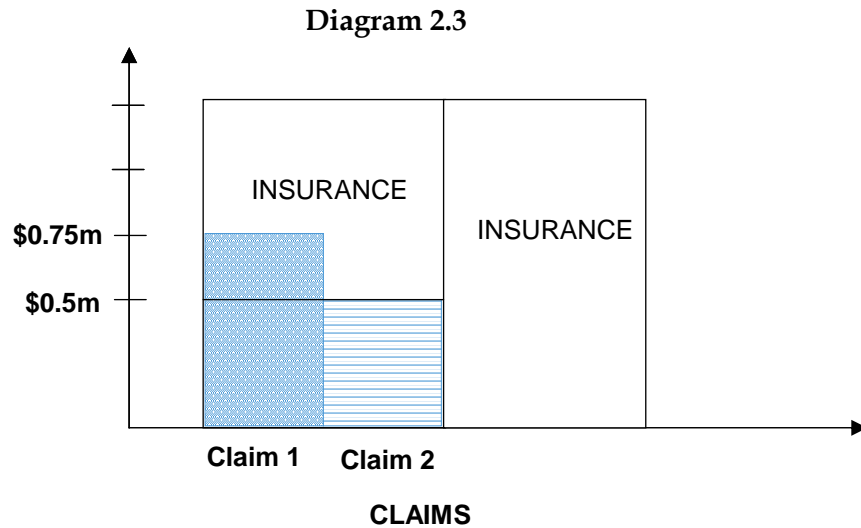 Diagram 2.3
INSURANCE
INSURANCE
$0.75m
$0.5m
Claim 1
Claim 2
CLAIMS